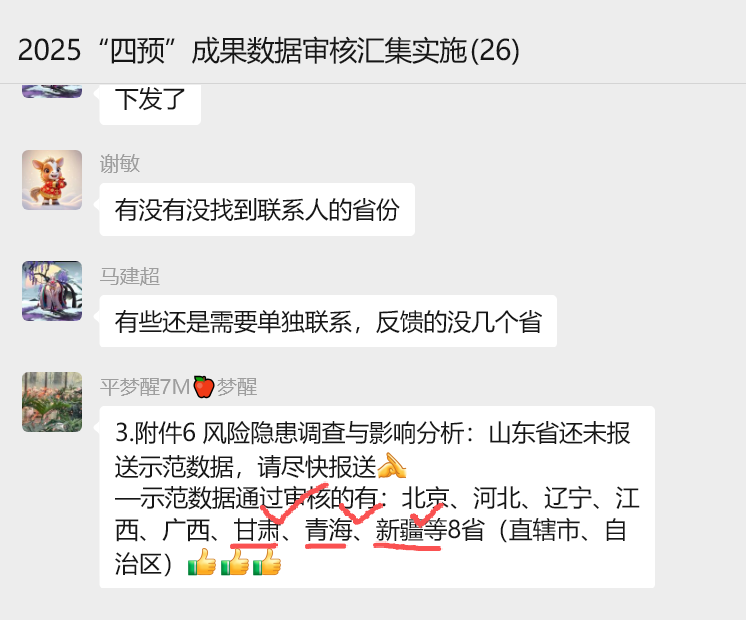 2025“四预”成果数据审核汇集实施(26)
下发了
谢敏
有没有没找到联系人的省份
马建超
有些还是需要单独联系，反馈的没几个省
平梦醒7M🍎梦醒
3.附件6 风险隐患调查与影响分析：山东省还未报
送示范数据，请尽快报送🫰
—示范数据通过审核的有：北京、河北、辽宁、江
西、广西、甘肃、青海、新疆等8省（直辖市、自
治区）👍👍👍